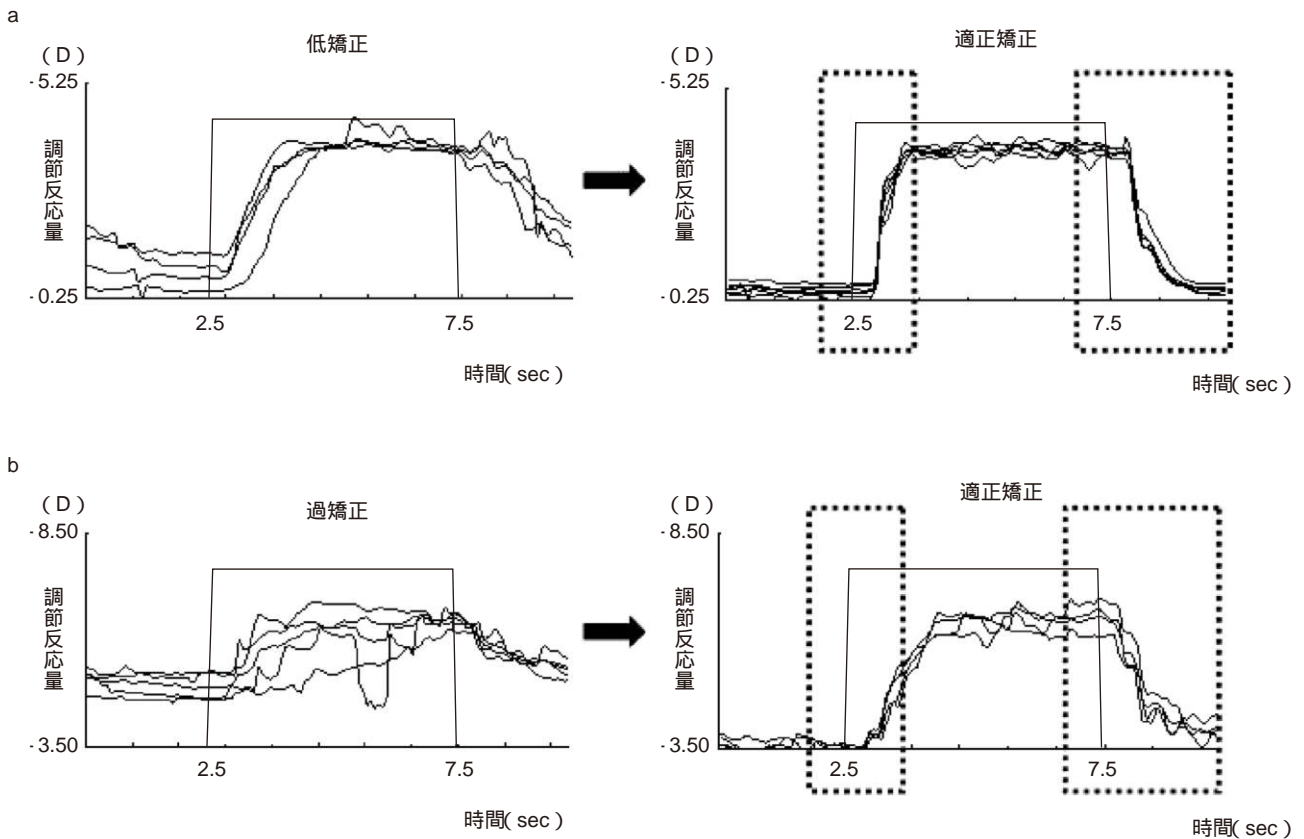 a
(D) 低矯正
- 5.25
調節反応量
- 0.25
2.5 7.5
時間(sec)
適正矯正
(D)
- 5.25
調節反応量
- 0.25
2.5 7.5
時間(sec)
b
(D) 過矯正
- 8.50
調節反応量
- 3.50
2.5 7.5
時間(sec)
適正矯正
(D)
- 8.50
調節反応量
- 3.50
2.5 7.5
時間(sec)